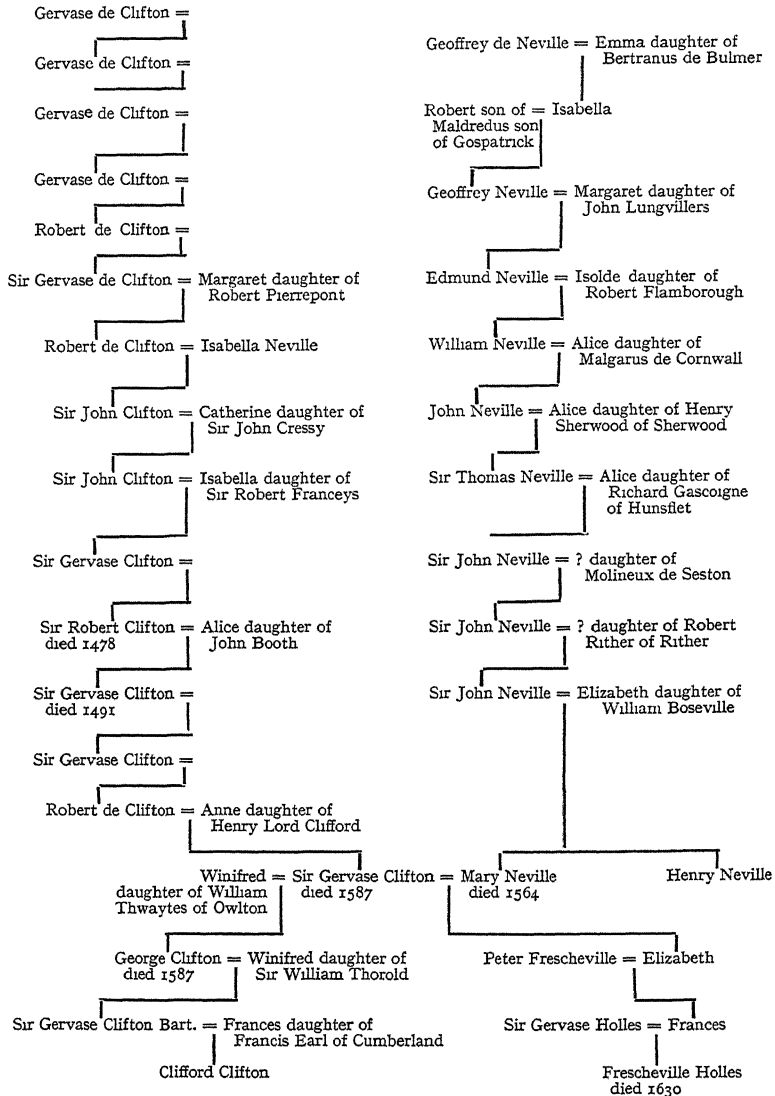 Gervase de Clifton =
Gervase de Clifton =
Gervase de Clifton =
Gervase de Clifton =
Robert de Clifton =
Sir Gervase de Clifton = Margaret daughter of
Robert Pierrepont
Robert de Clifton = Isabella Neville
Sir John Clifton = Catherine daughter of
Sir John Cressy
Sir John Clifton = Isabella daughter of
Sir Robert Franceys
Sir Gervase Clifton =
Sir Robert Clifton = Alice daughter of
died 1478 John Booth
Sir Gervase Clifton =
died 1491
Sir Gervase Clifton =
Robert de Clifton = Anne daughter of
Henry Lord Clifford
Geoffrey de Neville = Emma daughter of
Bertranus de Bulmer
Robert son of = Isabella
Maldredus son
of Gospatrick
Geoffrey Neville = Margaret daughter of
John Lungvillers
Edmund Neville = Isolde daughter of
Robert Flamborough
William Neville = Alice daughter of
Malgarus de Cornwall
John Neville = Alice daughter of Henry
Sherwood of Sherwood
Sir Thomas Neville = Alice daughter of
Richard Gascoigne
of Hunsflet
Sir John Neville = ? daughter of
Molineux de Seston
Sir John Neville = ? daughter of Robert
Rither of Rither
Sir John Neville = Elizabeth daughter of
William Boseville
Winifred = Sir Gervase Clifton = Mary Neville Henry Neville
daughter of William died 1587 died 1564
Thwaytes of Owlton
George Clifton = Winifred daughter of
died 1587 Sir William Thorold
Peter Frescheville = Elizabeth
Sir Gervase Clifton Bart. = Frances daughter of
Francis Earl of Cumberland
Sir Gervase Holles = Frances
Clifford Clifton
Frescheville Holles
died 1630